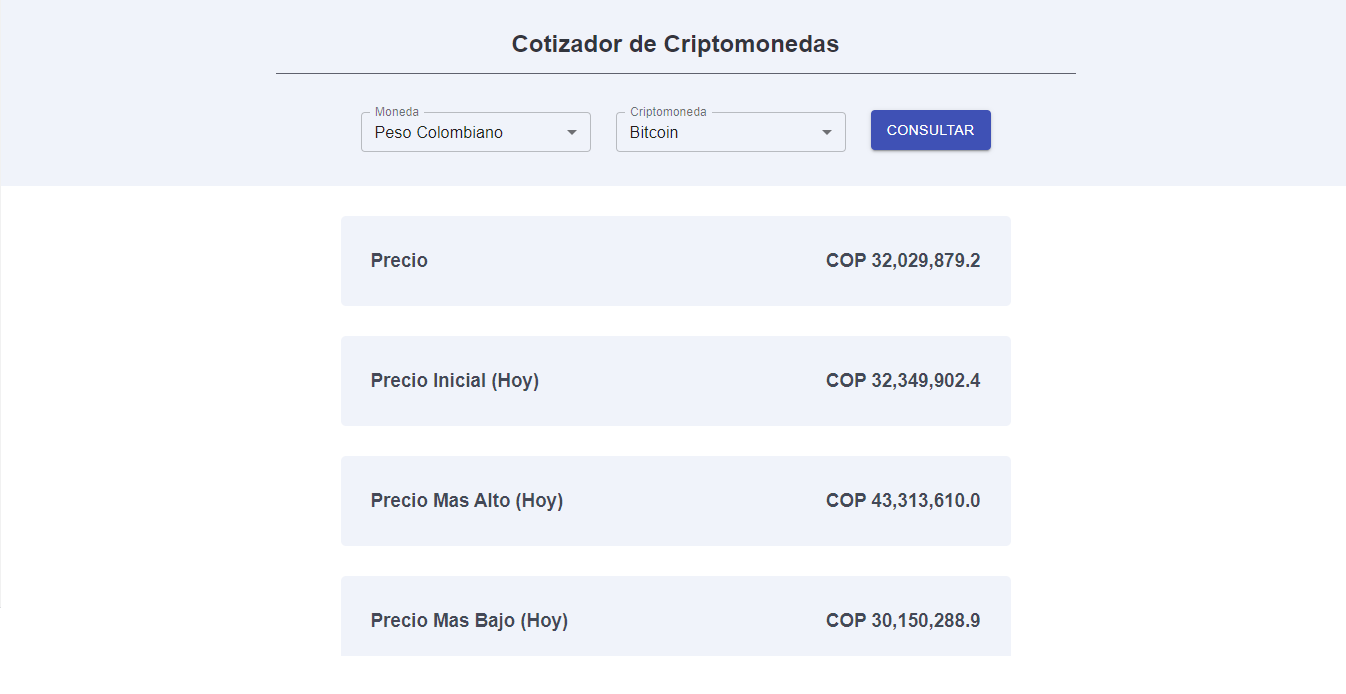 Cotizador de Criptomonedas
Moneda
Peso Colombiano
Criptomoneda
Bitcoin
CONSULTAR
Precio COP 32,029,879.2
Precio Inicial (Hoy) COP 32,349,902.4
Precio Mas Alto (Hoy) COP 43,313,610.0
Precio Mas Bajo (Hoy) COP 30,150,288.9